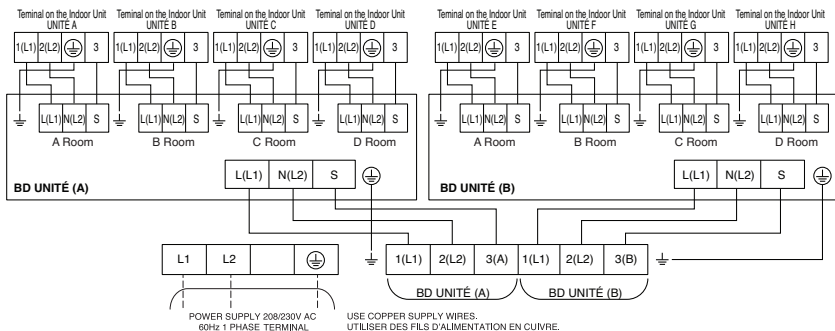 Teminal on the Indoor Unit Teminal on the Indoor Unit Teminal on the Indoor Unit Teminal on the Indoor Unit Teminal on the Indoor Unit Teminal on the Indoor Unit Teminal on the Indoor Unit Teminal on the Indoor Unit
UNITÉ A UNITÉ B UNITÉ C UNITÉ D UNITÉ E UNITÉ F UNITÉ G UNITÉ H
1(L1) 2(L2) 3 1(L1) 2(L2) 3 1(L1) 2(L2) 3 1(L1) 2(L2) 3 1(L1) 2(L2) 3 1(L1) 2(L2) 3 1(L1) 2(L2) 3 1(L1) 2(L2) 3
L(L1) N(L2) S L(L1) N(L2) S L(L1) N(L2) S L(L1) N(L2) S L(L1) N(L2) S L(L1) N(L2) S L(L1) N(L2) S L(L1) N(L2) S
A Room B Room C Room D Room A Room B Room C Room D Room
L(L1) N(L2) S L(L1) N(L2) S
BD UNITÉ (A) BD UNITÉ (B)
L1 L2 1(L1) 2(L2) 3(A) 1(L1) 2(L2) 3(B)
BD UNITÉ (A) BD UNITÉ (B)
POWER SUPPLY 208/230V AC USE COPPER SUPPLY WIRES.
60Hz 1 PHASE TERMINAL UTILISER DES FILS D'ALIMENTATION EN CUIVRE.